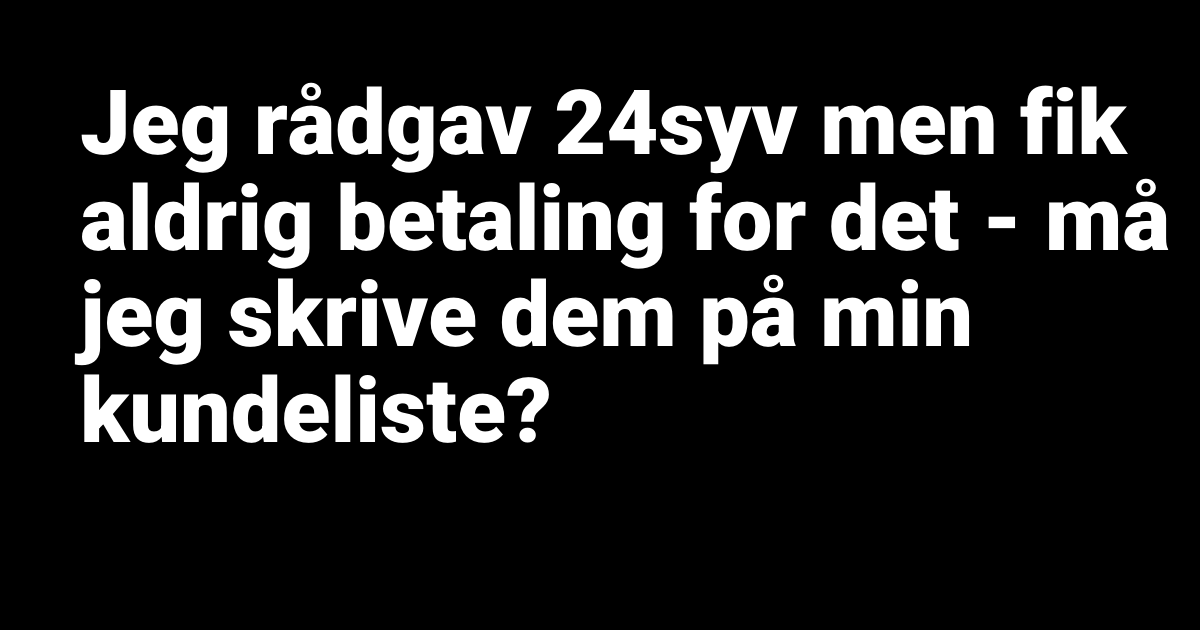 Jeg rådgav 24syv men fik
aldrig betaling for det - må
jeg skrive dem på min
kundeliste?